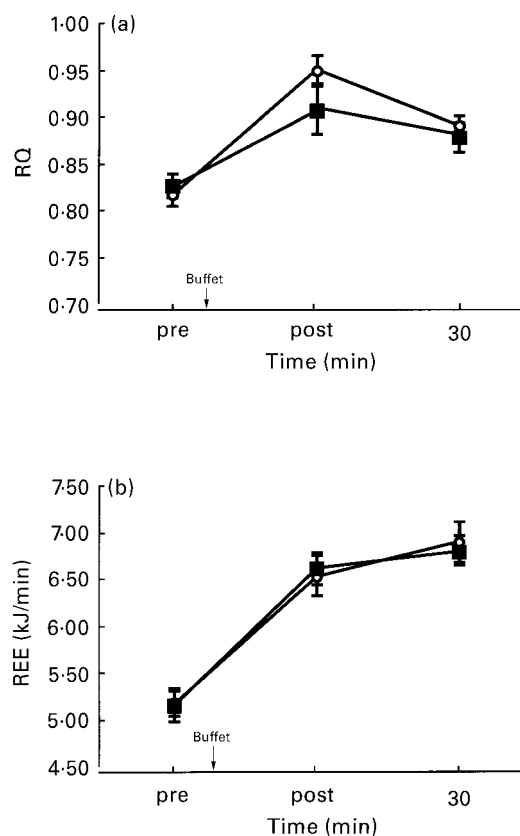 (a)
1·00
0·95
0·90
0·85
0·80
0·75
0·70
RQ
Buffet
pre post 30
Time (min)
(b)
7·50
7·00
6·50
6·00
5·50
5·00
4·50
REE (kJ/min)
Buffet
pre post 30
Time (min)